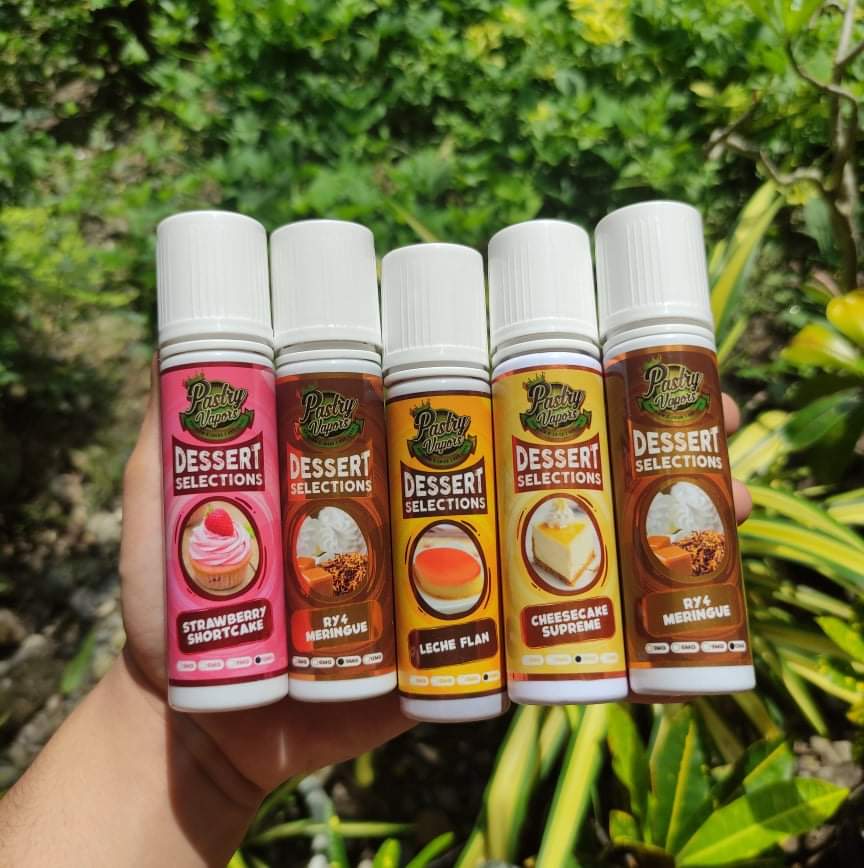 Pastry
Vapors
DESSERT
SELECTIONS
STRAWBERRY
SHORTCAKE
Pastry
Vapors
DESSERT
SELECTIONS
RY4
MERINGUE
Pastry
Vapors
DESSERT
SELECTIONS
LECHE FLAN
Pastry
Vapors
DESSERT
SELECTIONS
CHEESECAKE
SUPREME
Pastry
Vapors
DESSERT
SELECTIONS
RY4
MERINGUE